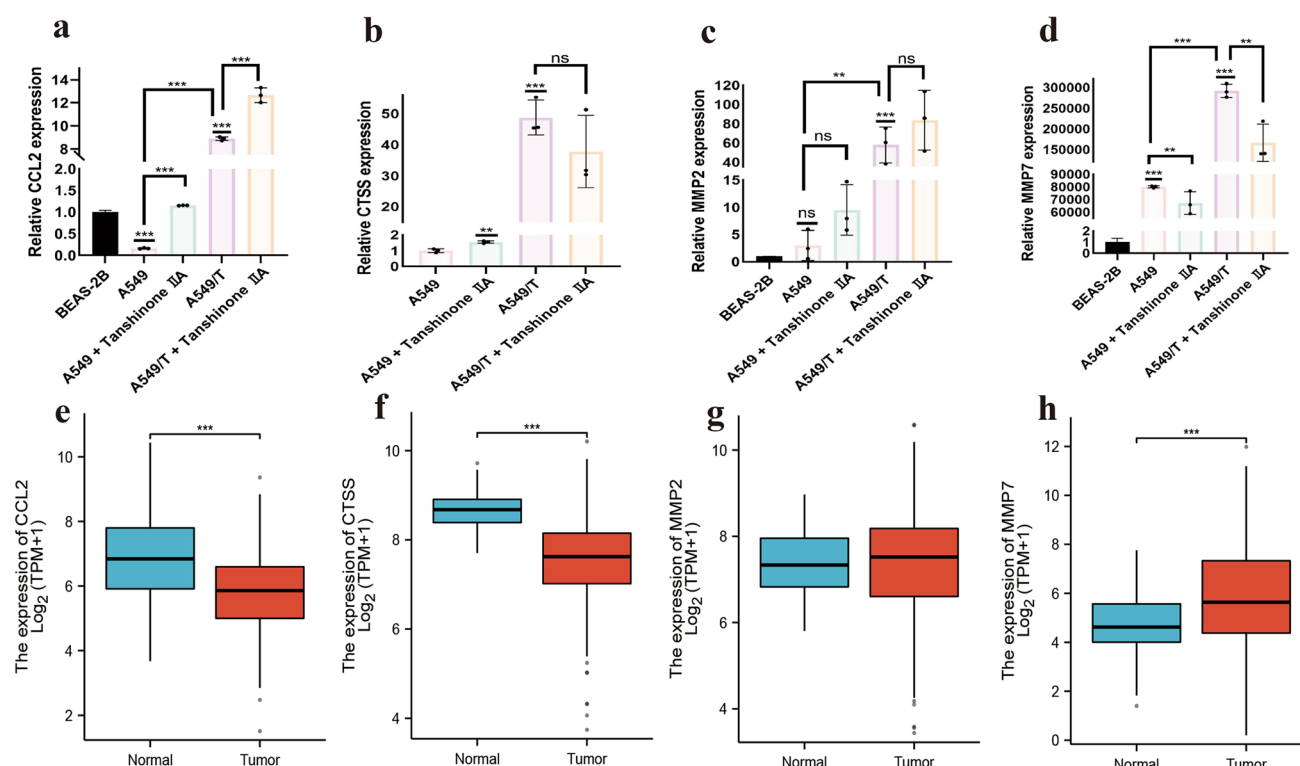 a
Relative CCL2 expression
14
12
10
8
2.0
1.5
1.0
0.5
0.0
***
***
***
***
***
BEAS-2B
A549
A549 + Tanshinone IIA
A549/T
A549/T + Tanshinone IIA
b
Relative CTSS expression
50
40
30
20
2
1
0
**
***
ns
A549
A549 + Tanshinone IIA
A549/T
A549/T + Tanshinone IIA
c
Relative MMP2 expression
120
100
80
60
40
20
15
10
5
0
ns
ns
**
***
ns
BEAS-2B
A549
A549 + Tanshinone IIA
A549/T
A549/T + Tanshinone IIA
d
Relative MMP7 expression
300000
250000
150000
100000
90000
80000
60000
2
1
0
***
**
***
***
**
BEAS-2B
A549
A549 + Tanshinone IIA
A549/T
A549/T + Tanshinone IIA
e
The expression of CCL2
Log2 (TPM+1)
10
8
6
4
2
***
Normal
Tumor
f
The expression of CTSS
Log2 (TPM+1)
10
8
6
4
***
Normal
Tumor
g
The expression of MMP2
Log2 (TPM+1)
10
8
6
4
Normal
Tumor
h
The expression of MMP7
Log2 (TPM+1)
12
10
8
6
4
2
0
***
Normal
Tumor